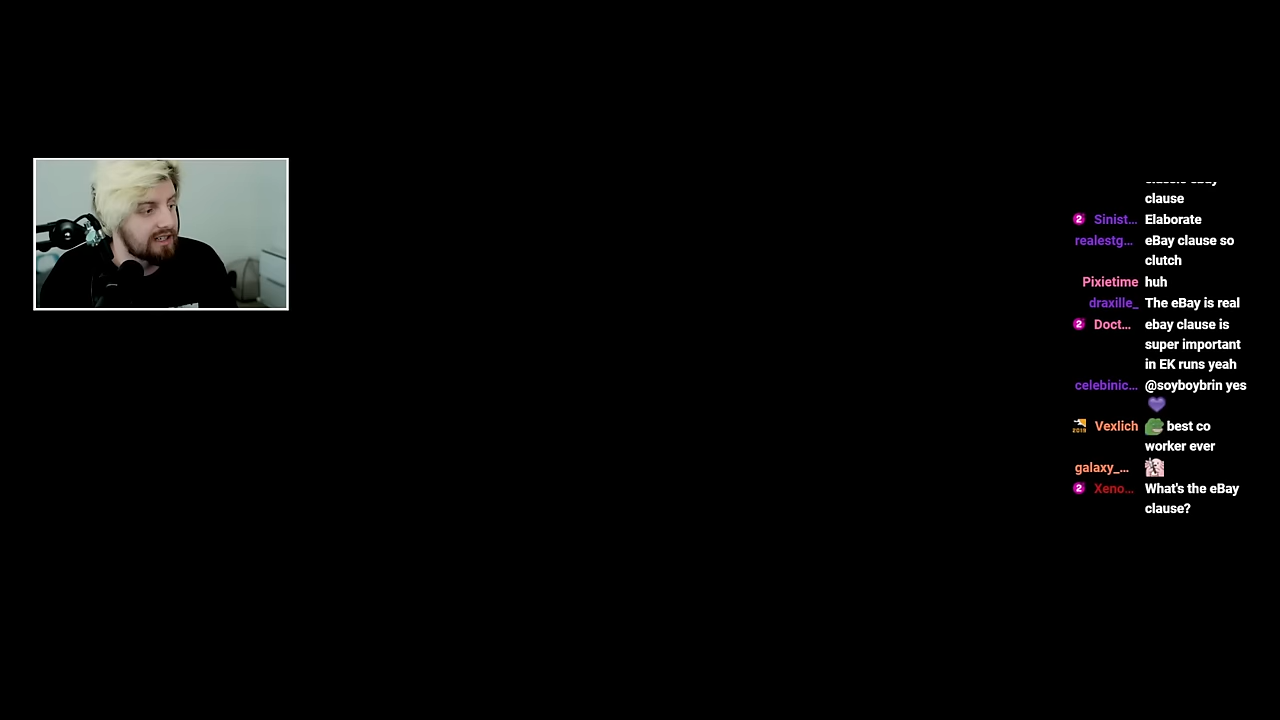 clause
Sinist... Elaborate
realestg... eBay clause so
clutch
Pixietime huh
draxille_ The eBay is real
2 Doct... ebay clause is
super important
in EK runs yeah
celebinic... @soyboybrin yes
Vexlich best co
worker ever
galaxy_...
2 Xeno... What's the eBay
clause?